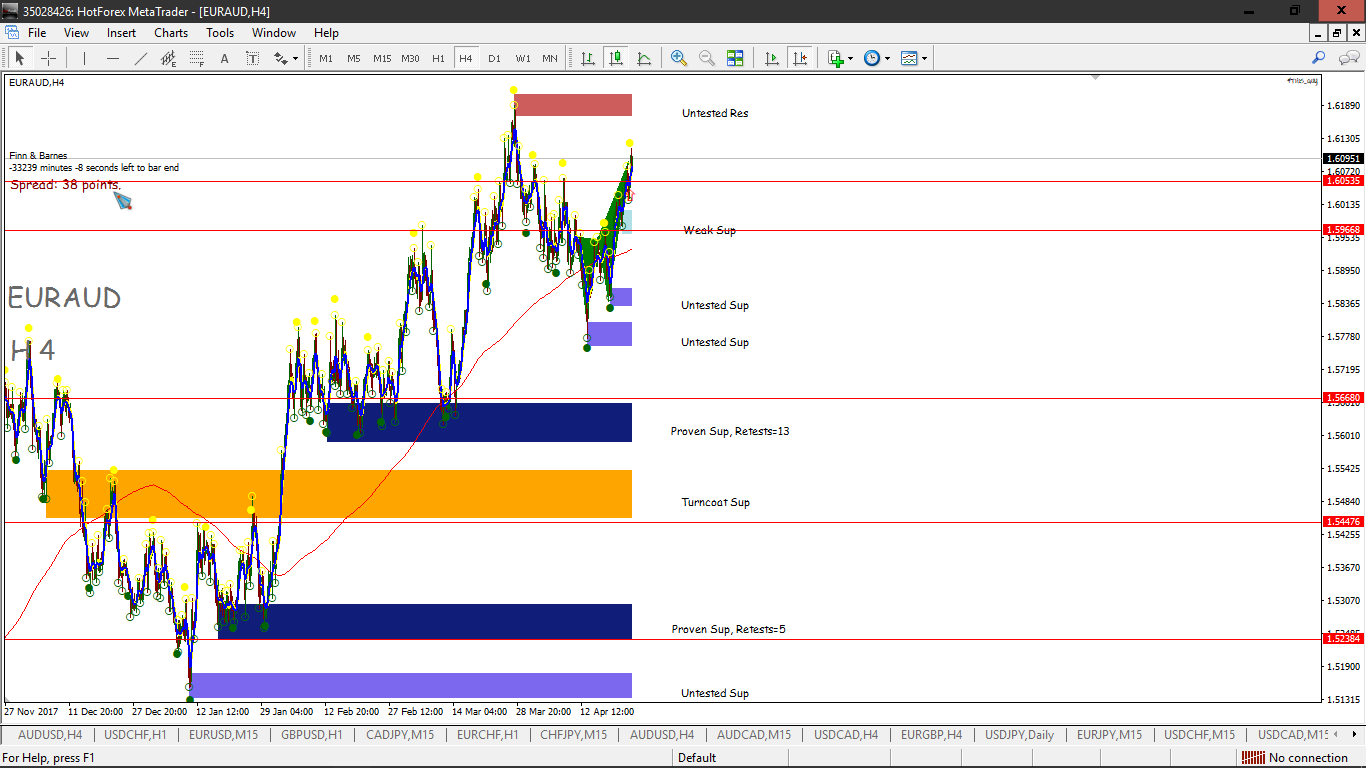 35028426: HotForex MetaTrader - [EURAUD,H4]
File View Insert Charts Tools Window Help
A T M1 M5 M15 M30 H1 H4 D1 W1 MN
EURAUD,H4
Finn & Barnes
-33239 minutes -8 seconds left to bar end
Spread: 38 points.
EURAUD
H 4
Untested Res
Weak Sup
Untested Sup
Untested Sup
Proven Sup, Retests=13
Turncoat Sup
Proven Sup, Retests=5
Untested Sup
1.61890
1.61305
1.60951
1.60720
1.60535
1.60135
1.59668
1.59535
1.58950
1.58365
1.57780
1.57195
1.56680
1.56010
1.55425
1.54840
1.54476
1.54255
1.53670
1.53070
1.52384
1.51900
1.51315
27 Nov 2017 11 Dec 20:00 27 Dec 20:00 12 Jan 12:00 29 Jan 04:00 12 Feb 20:00 27 Feb 12:00 14 Mar 04:00 28 Mar 20:00 12 Apr 12:00
AUDUSD,H4 USDCHF,H1 EURUSD,M15 GBPUSD,H1 CADJPY,M15 EURCHF,H1 CHFJPY,M15 AUDUSD,H4 AUDCAD,M15 USDCAD,H4 EURGBP,H4 USDJPY,Daily EURJPY,M15 USDCHF,M15 USDCAD,M15
For Help, press F1 Default No connection